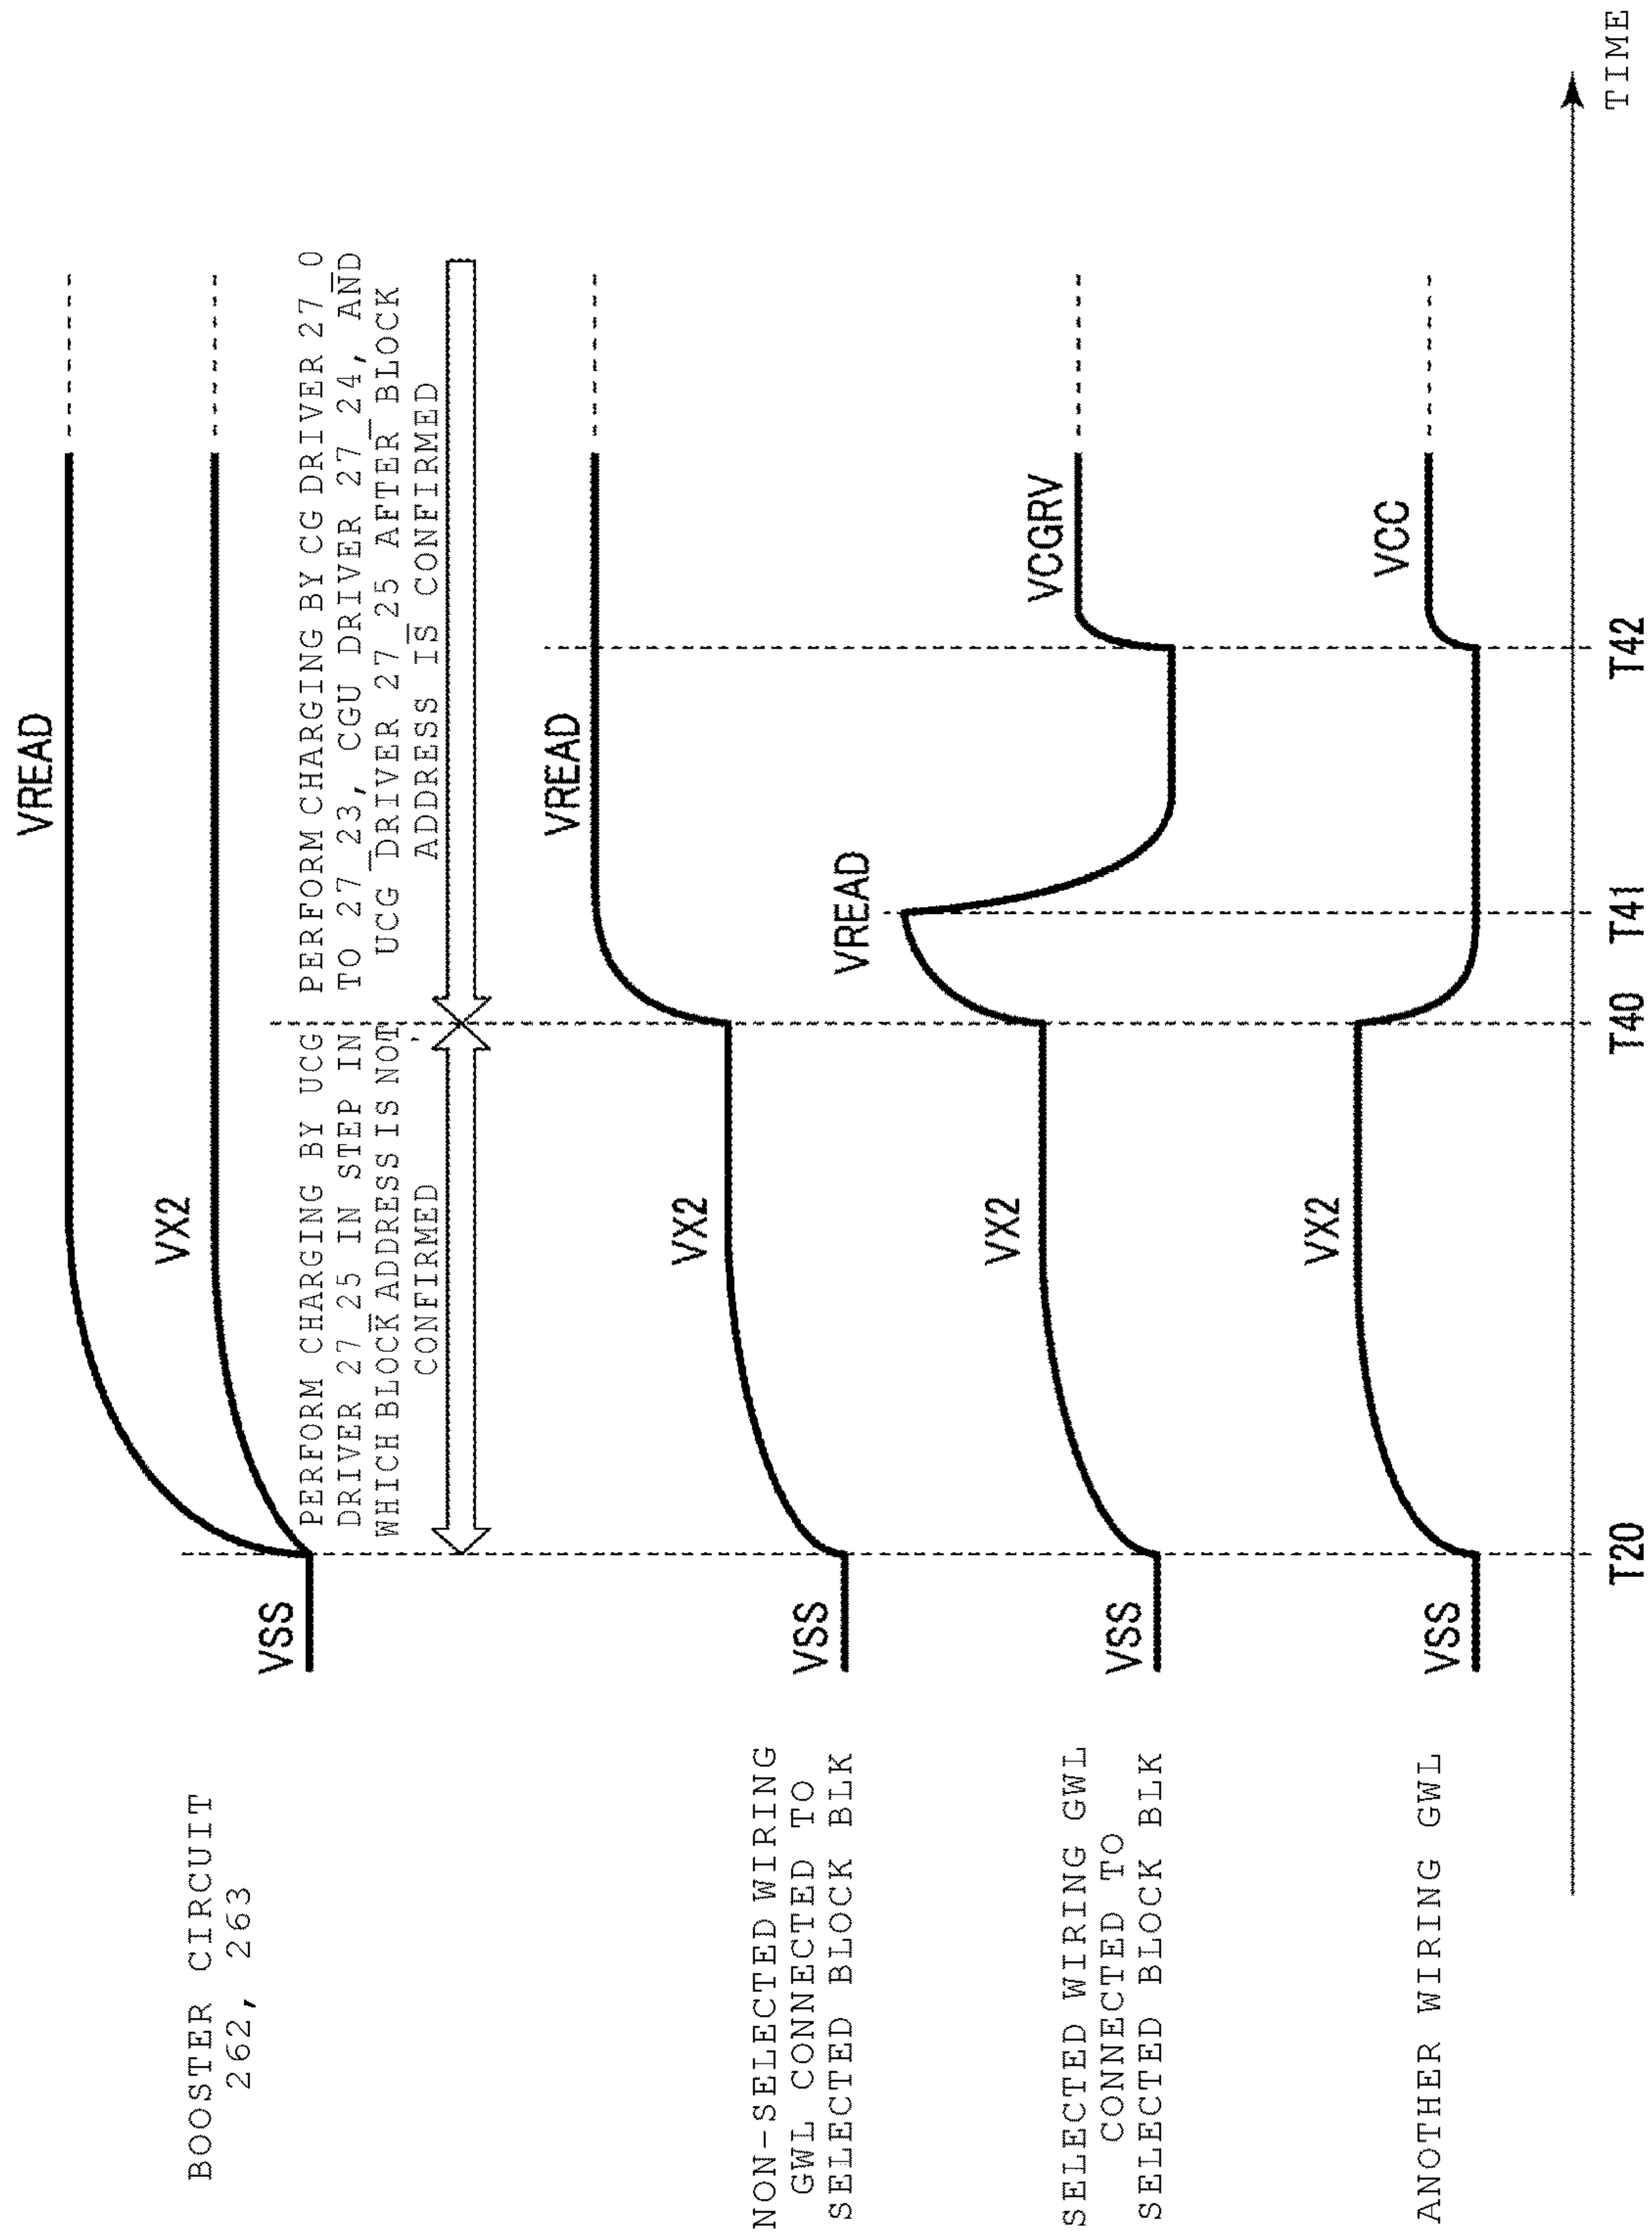 BOOSTER CIRCUIT
262, 263
VSS
VREAD
VX2
PERFORM CHARGING BY UCG
DRIVER 27_25 IN STEP IN
WHICH BLOCK ADDRESS IS NOT
CONFIRMED
PERFORM CHARGING BY CG DRIVER 27_0
TO 27_23, CGU DRIVER 27_24, AND
UCG DRIVER 27_25 AFTER BLOCK
ADDRESS IS CONFIRMED
NON-SELECTED WIRING
GWL CONNECTED TO
SELECTED BLOCK BLK
VSS
VX2
VREAD
SELECTED WIRING GWL
CONNECTED TO
SELECTED BLOCK BLK
VSS
VX2
VREAD
VCGRV
ANOTHER WIRING GWL
VSS
VX2
VCC
T20
T40
T41
T42
TIME